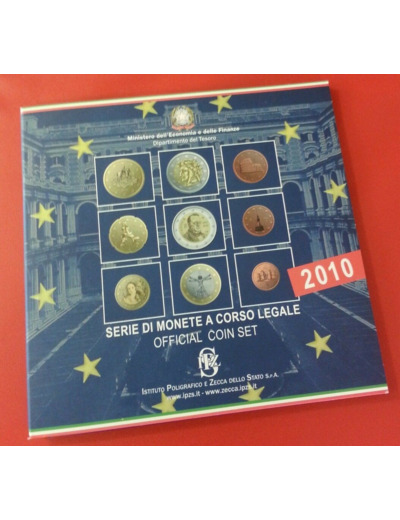 Ministero dell'Economia e delle Finanze
Dipartimento del Tesoro
2010
SERIE DI MONETE A CORSO LEGALE
OFFICIAL COIN SET
ISTITUTO POLIGRAFICO E ZECCA DELLO STATO S.P.A.
www.ipzs.it - www.zecca.ipzs.it